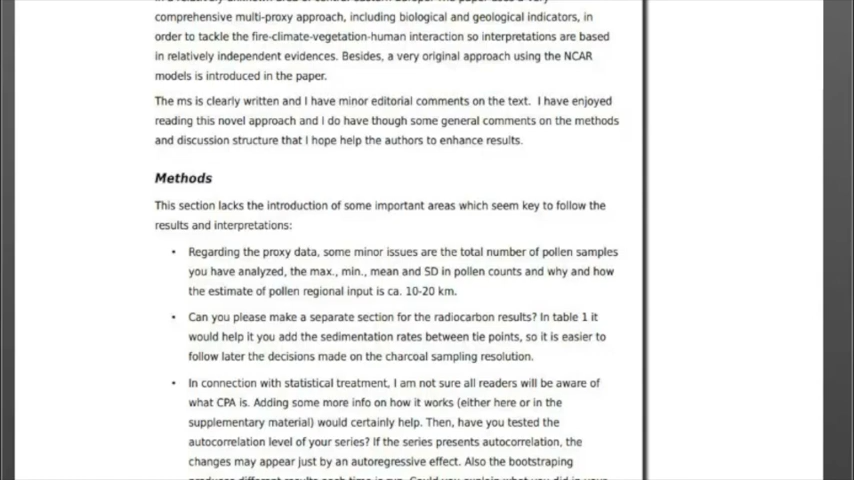 comprehensive multi-proxy approach, including biological and geological indicators, in
order to tackle the fire-climate-vegetation-human interaction so interpretations are based
in relatively independent evidences. Besides, a very original approach using the NCAR
models is introduced in the paper.
The ms is clearly written and I have minor editorial comments on the text. I have enjoyed
reading this novel approach and I do have though some general comments on the methods
and discussion structure that I hope help the authors to enhance results.
Methods
This section lacks the introduction of some important areas which seem key to follow the
results and interpretations:
• Regarding the proxy data, some minor issues are the total number of pollen samples
you have analyzed, the max., min., mean and SD in pollen counts and why and how
the estimate of pollen regional input is ca. 10-20 km.
• Can you please make a separate section for the radiocarbon results? In table 1 it
would help it you add the sedimentation rates between tie points, so it is easier to
follow later the decisions made on the charcoal sampling resolution.
• In connection with statistical treatment, I am not sure all readers will be aware of
what CPA is. Adding some more info on how it works (either here or in the
supplementary material) would certainly help. Then, have you tested the
autocorrelation level of your series? If the series presents autocorrelation, the
changes may appear just by an autoregressive effect. Also the bootstraping